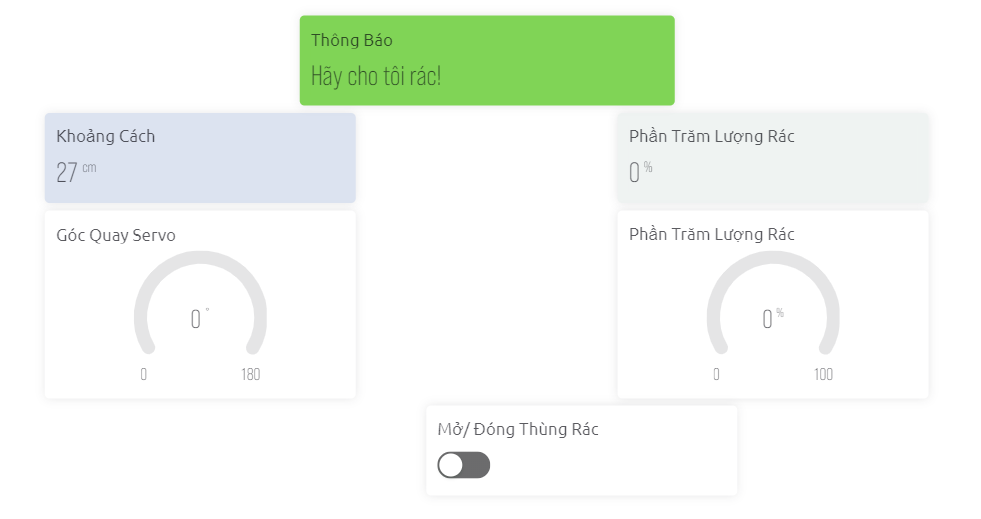 Thông Báo
Hãy cho tôi rác!
Khoảng Cách
27 cm
Phần Trăm Lượng Rác
0 %
Góc Quay Servo
0 °
0 180
Phần Trăm Lượng Rác
0 %
0 100
Mở/ Đóng Thùng Rác